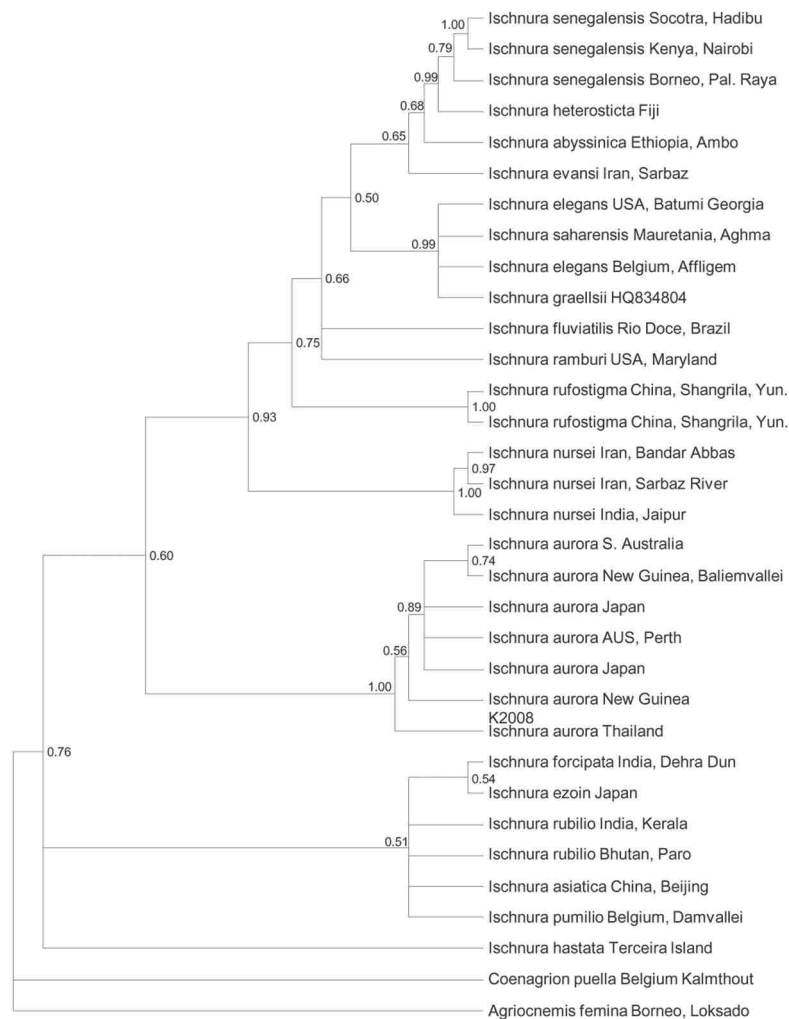 Ischnura senegalensis Socotra, Hadibu
1.00
Ischnura senegalensis Kenya, Nairobi
0.79
Ischnura senegalensis Borneo, Pal. Raya
0.99
Ischnura heterosticta Fiji
0.68
Ischnura abyssinica Ethiopia, Ambo
0.65
Ischnura evansi Iran, Sarbaz
0.50
Ischnura elegans USA, Batumi Georgia
Ischnura saharensis Mauretania, Aghma
0.99
Ischnura elegans Belgium, Affligem
0.66
Ischnura graellsii HQ834804
Ischnura fluviatilis Rio Doce, Brazil
0.75
Ischnura ramburi USA, Maryland
Ischnura rufostigma China, Shangrila, Yun.
1.00
0.93
Ischnura rufostigma China, Shangrila, Yun.
Ischnura nursei Iran, Bandar Abbas
0.97
Ischnura nursei Iran, Sarbaz River
1.00
Ischnura nursei India, Jaipur
Ischnura aurora S. Australia
0.60
0.74
Ischnura aurora New Guinea, Baliemvallei
0.89
Ischnura aurora Japan
Ischnura aurora AUS, Perth
0.56
Ischnura aurora Japan
1.00
Ischnura aurora New Guinea
K2008
Ischnura aurora Thailand
0.76
Ischnura forcipata India, Dehra Dun
0.54
Ischnura ezoin Japan
Ischnura rubilio India, Kerala
0.51
Ischnura rubilio Bhutan, Paro
Ischnura asiatica China, Beijing
Ischnura pumilio Belgium, Damvallei
Ischnura hastata Terceira Island
Coenagrion puella Belgium Kalmthout
Agriocnemis femina Borneo, Loksado